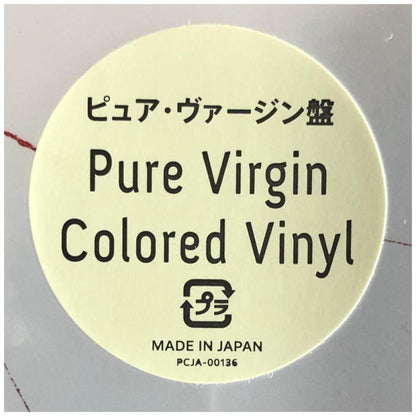 ピュア・ヴァージン盤
Pure Virgin
Colored Vinyl
プラ
MADE IN JAPAN
PCJA-00136